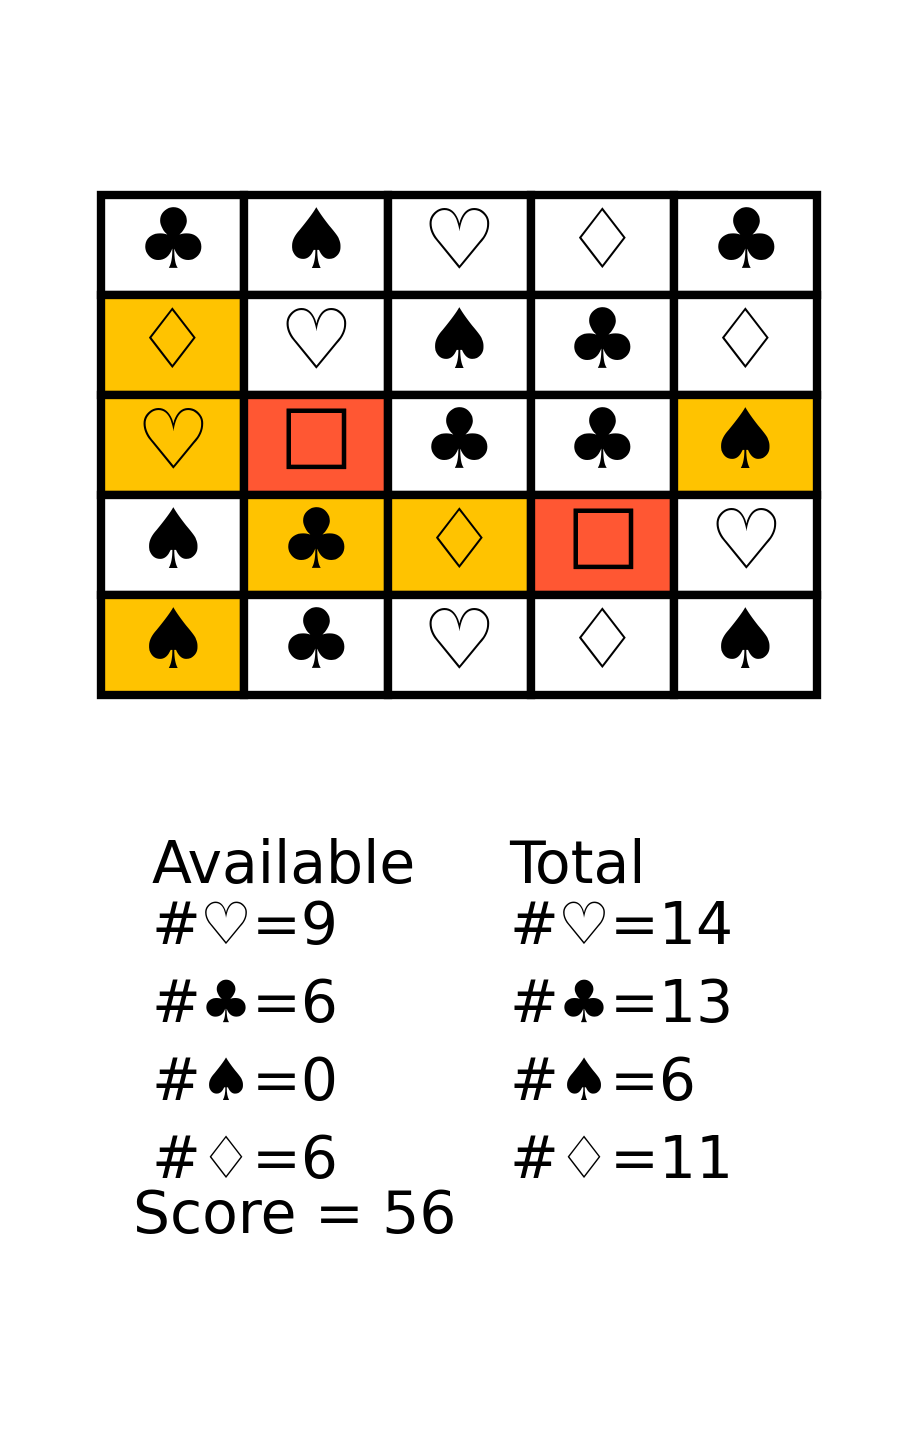 ♣ ♠ ♡ ♢ ♣
♢ ♡ ♠ ♣ ♢
♡ □ ♣ ♣ ♠
♠ ♣ ♢ □ ♡
♠ ♣ ♡ ♢ ♠
Available Total
#♡=9 #♡=14
#♣=6 #♣=13
#♠=0 #♠=6
#♢=6 #♢=11
Score = 56